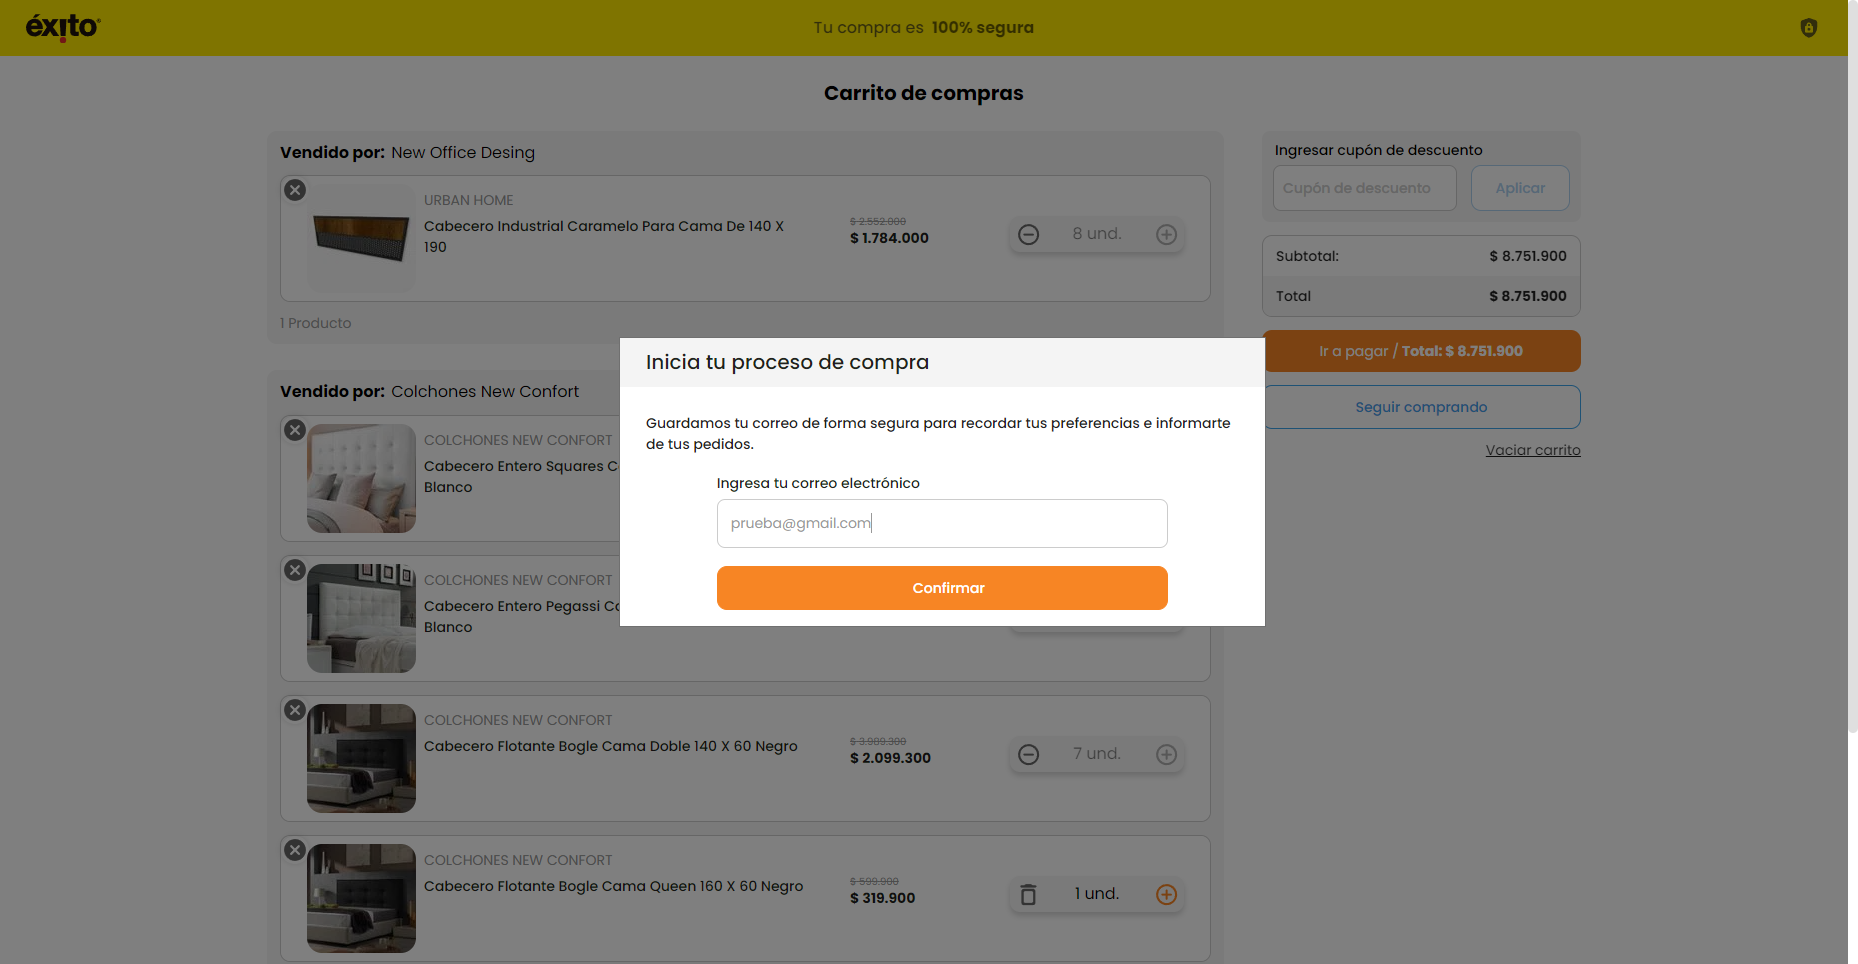 éxito
Tu compra es 100% segura
Carrito de compras
Vendido por: New Office Desing
URBAN HOME
Cabecero Industrial Caramelo Para Cama De 140 X
190
$ 2.552.000
$ 1.784.000
8 und.
1 Producto
Ingresar cupón de descuento
Cupón de descuento
Aplicar
Subtotal: $ 8.751.900
Total $ 8.751.900
Ir a pagar / Total: $ 8.751.900
Seguir comprando
Vaciar carrito
Inicia tu proceso de compra
Guardamos tu correo de forma segura para recordar tus preferencias e informarte
de tus pedidos.
Ingresa tu correo electrónico
prueba@gmail.com
Confirmar
Vendido por: Colchones New Confort
COLCHONES NEW CONFORT
Cabecero Entero Squares C
Blanco
COLCHONES NEW CONFORT
Cabecero Entero Pegassi Ca
Blanco
COLCHONES NEW CONFORT
Cabecero Flotante Bogle Cama Doble 140 X 60 Negro
$ 3.989.300
$ 2.099.300
7 und.
COLCHONES NEW CONFORT
Cabecero Flotante Bogle Cama Queen 160 X 60 Negro
$ 599.900
$ 319.900
1 und.